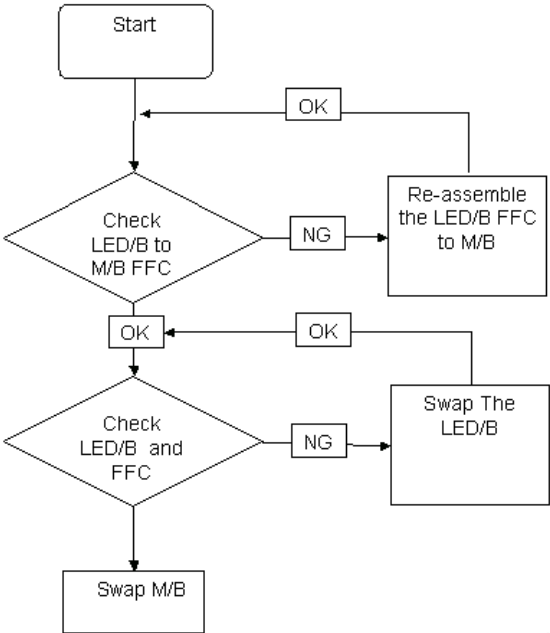 Start
OK
Check
LED/B to
M/B FFC
NG
Re-assemble
the LED/B FFC
to M/B
OK
OK
Check
LED/B and
FFC
NG
Swap The
LED/B
Swap M/B